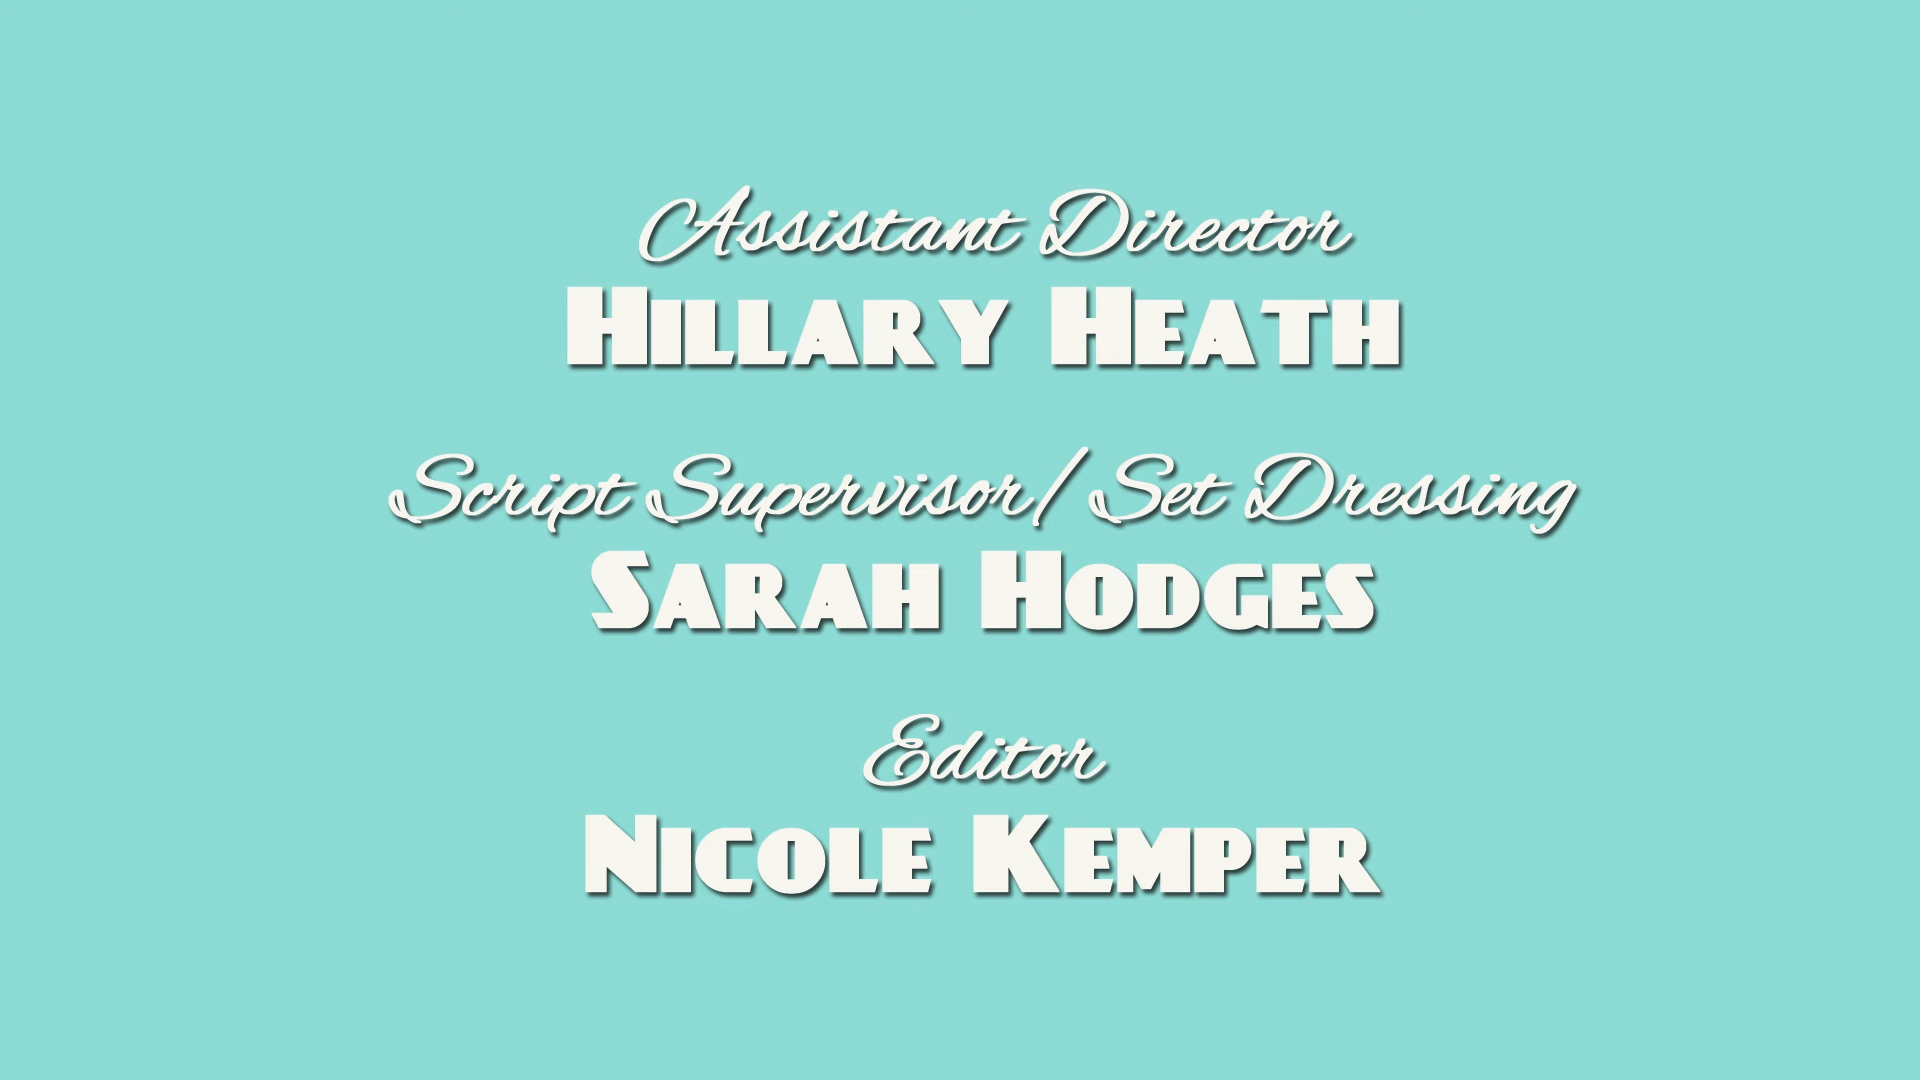 Assistant Director
Hillary Heath
Script Supervisor/Set Dressing
Sarah Hodges
Editor
Nicole Kemper